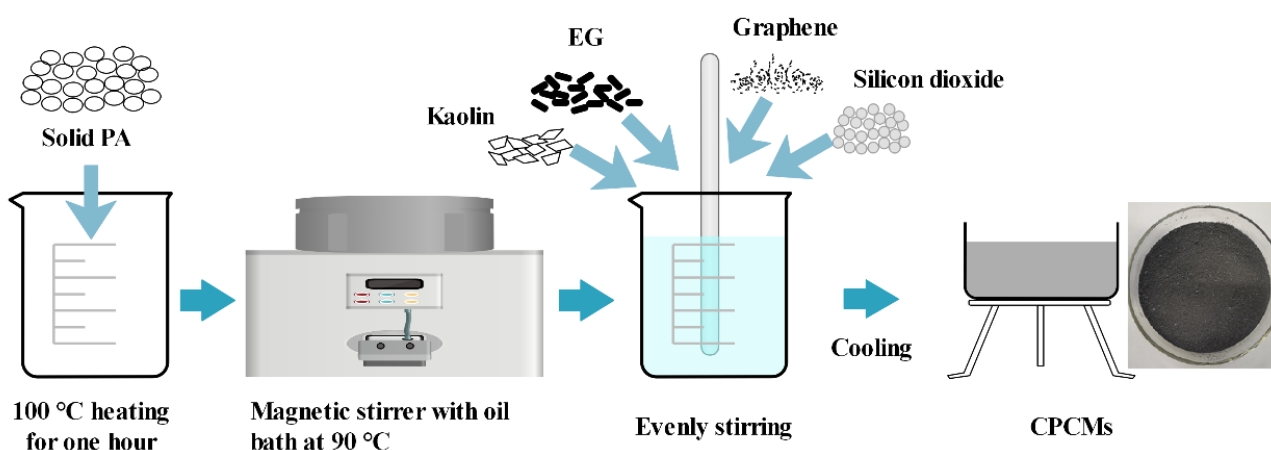 Solid PA
100 °C heating
for one hour
Magnetic stirrer with oil
bath at 90 °C
Kaolin
EG
Graphene
Silicon dioxide
Evenly stirring
Cooling
CPCMs